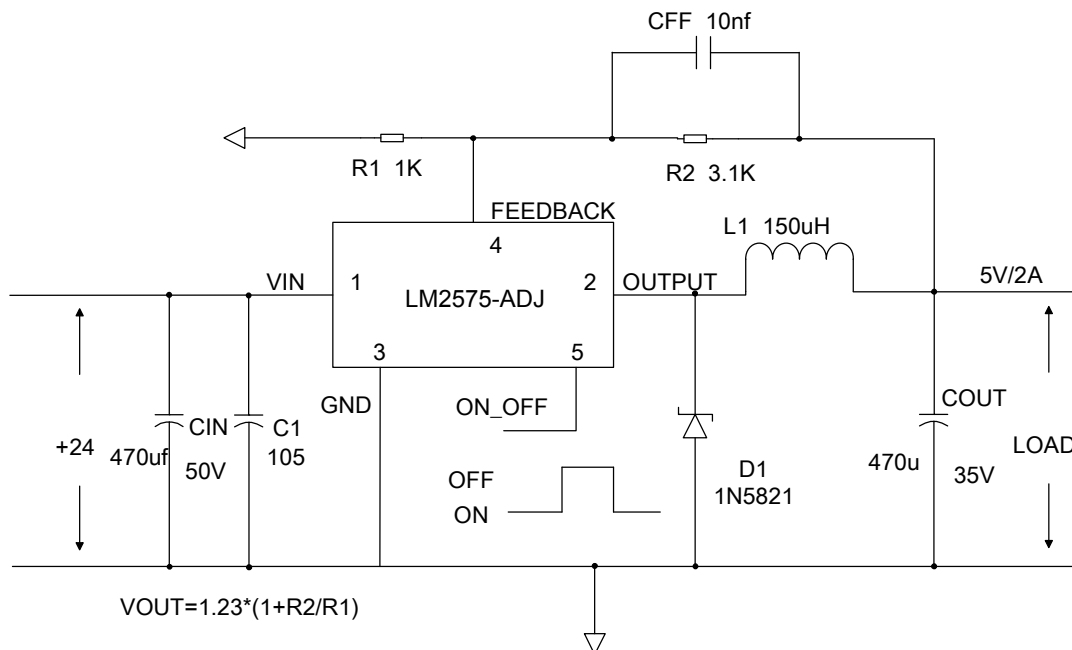 CFF 10nf
R1 1K
R2 3.1K
FEEDBACK
4
L1 150uH
VIN
1
LM2575-ADJ
2
OUTPUT
5V/2A
3
5
GND
ON_OFF
+24
470uf
CIN
50V
C1
105
OFF
ON
D1
1N5821
COUT
470u
35V
LOAD
VOUT=1.23*(1+R2/R1)